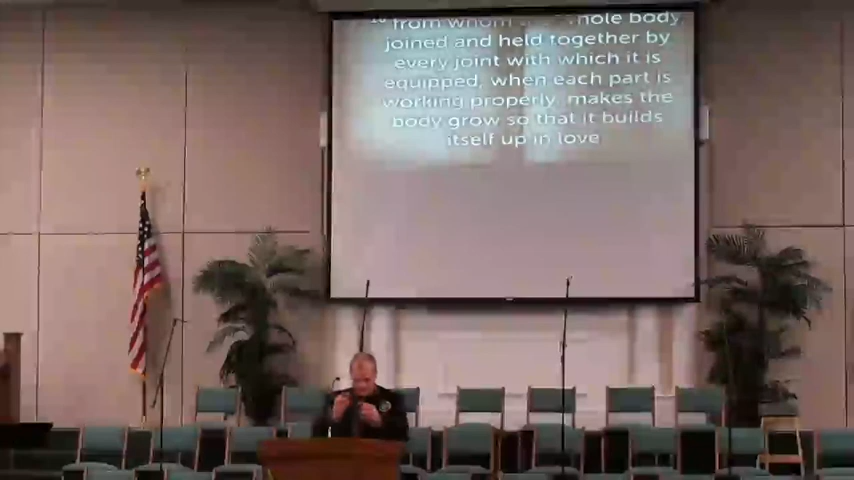 16 from whom the whole body,
joined and held together by
every joint with which it is
equipped, when each part is
working properly, makes the
body grow so that it builds
itself up in love